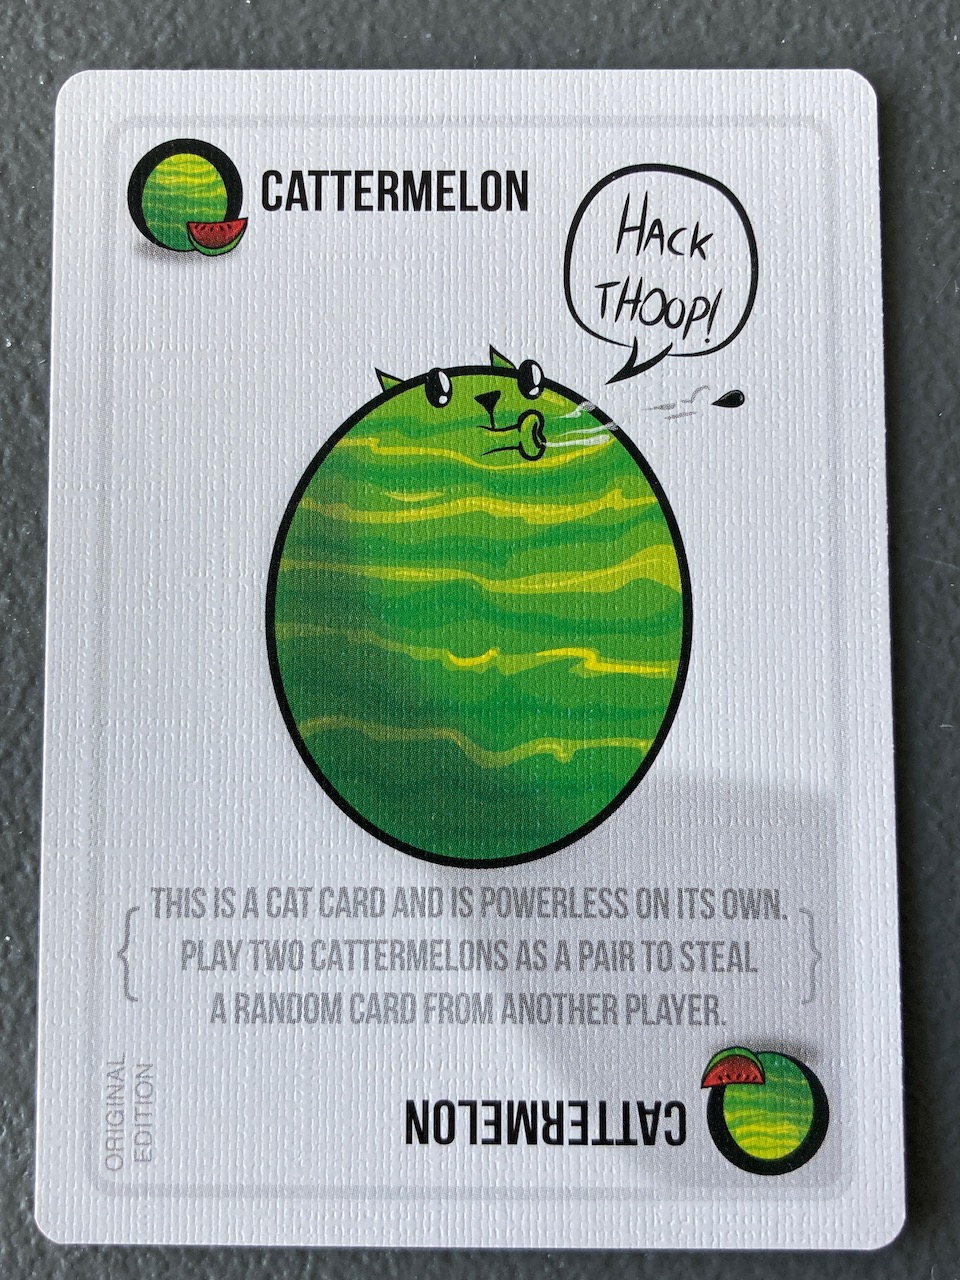 CATTERMELON
HACK
THOOP!
THIS IS A CAT CARD AND IS POWERLESS ON ITS OWN.
PLAY TWO CATTERMELONS AS A PAIR TO STEAL
A RANDOM CARD FROM ANOTHER PLAYER.
ORIGINAL
EDITION
CATTERMELON